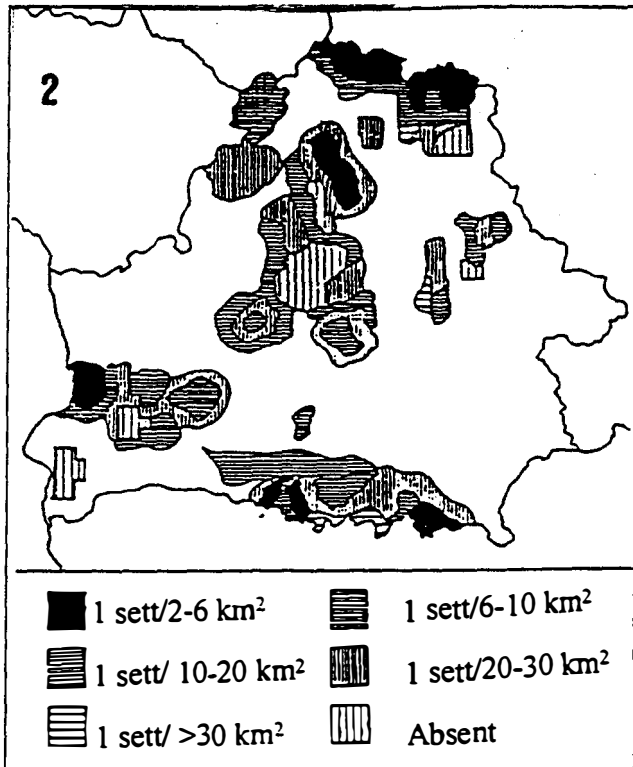 2
1 sett/2-6 km²
1 sett/6-10 km²
1 sett/ 10-20 km²
1 sett/20-30 km²
1 sett/ >30 km²
Absent